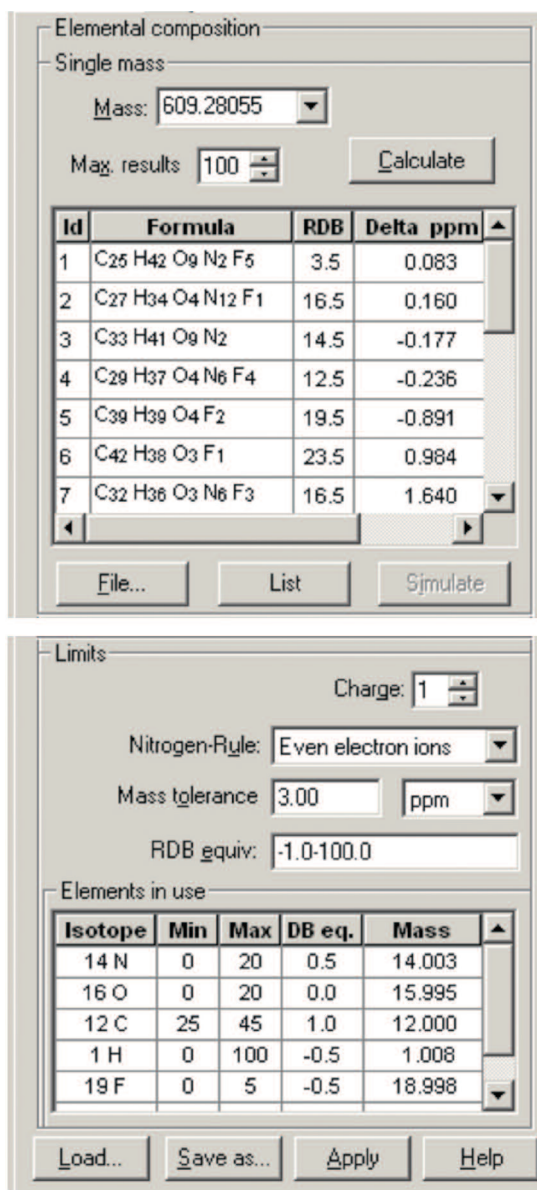 Elemental composition
Single mass
Mass: 609.28055
Max. results 100 Calculate
Id Formula RDB Delta ppm
1 C25 H42 O9 N2 F5 3.5 0.083
2 C27 H34 O4 N12 F1 16.5 0.160
3 C33 H41 O9 N2 14.5 -0.177
4 C29 H37 O4 N6 F4 12.5 -0.236
5 C39 H39 O4 F2 19.5 -0.891
6 C42 H38 O3 F1 23.5 0.984
7 C32 H36 O3 N6 F3 16.5 1.640
File... List Simulate
Limits
Charge: 1
Nitrogen-Rule: Even electron ions
Mass tolerance 3.00 ppm
RDB equiv: -1.0-100.0
Elements in use
Isotope Min Max DB eq. Mass
14 N 0 20 0.5 14.003
16 O 0 20 0.0 15.995
12 C 25 45 1.0 12.000
1 H 0 100 -0.5 1.008
19 F 0 5 -0.5 18.998
Load... Save as... Apply Help